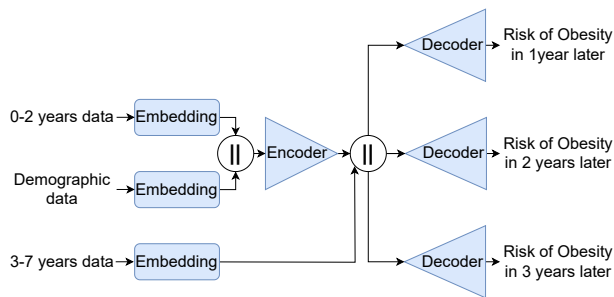 0-2 years data
Embedding
||
Demographic
data
Embedding
Encoder
3-7 years data
Embedding
||
Decoder
Risk of Obesity
in 1year later
Decoder
Risk of Obesity
in 2 years later
Decoder
Risk of Obesity
in 3 years later